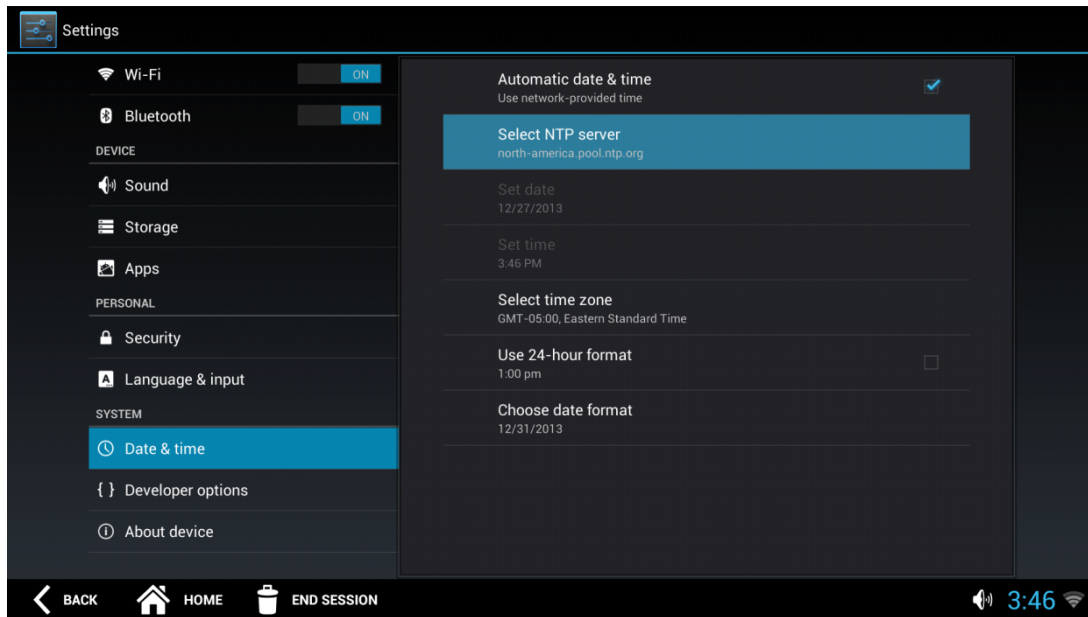 Settings
Wi-Fi
ON
Bluetooth
ON
DEVICE
Sound
Storage
Apps
PERSONAL
Security
A
Language & input
SYSTEM
Date & time
{ } Developer options
About device
Automatic date & time
Use network-provided time
Select NTP server
north-america.pool.ntp.org
Set date
12/27/2013
Set time
3:46 PM
Select time zone
GMT-05:00, Eastern Standard Time
Use 24-hour format
1:00 pm
Choose date format
12/31/2013
BACK
HOME
END SESSION
3:46